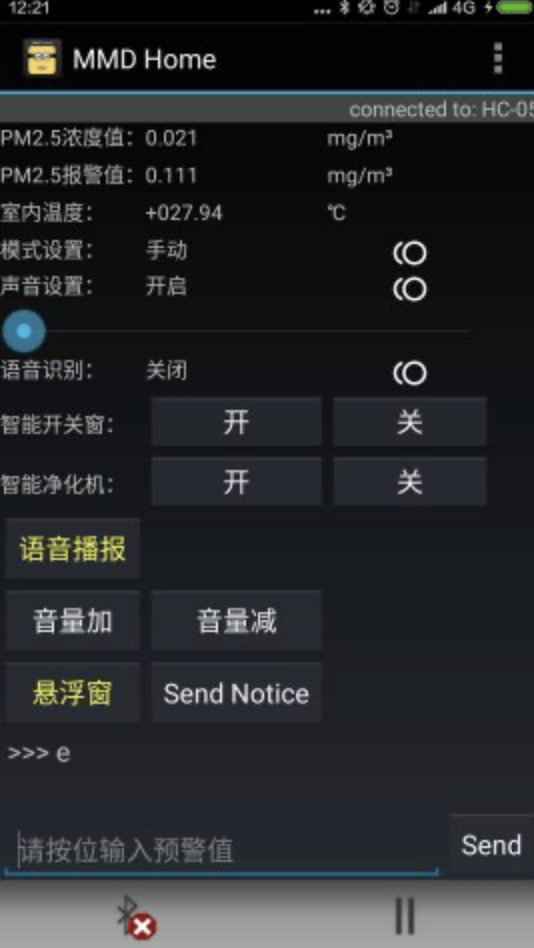 12:21 ... 4G
MMD Home
connected to: HC-05
PM2.5浓度值: 0.021 mg/m³
PM2.5报警值: 0.111 mg/m³
室内温度: +027.94 ℃
模式设置: 手动
声音设置: 开启
语音识别: 关闭
智能开关窗: 开 关
智能净化机: 开 关
语音播报
音量加 音量减
悬浮窗 Send Notice
>>> e
请按位输入预警值 Send